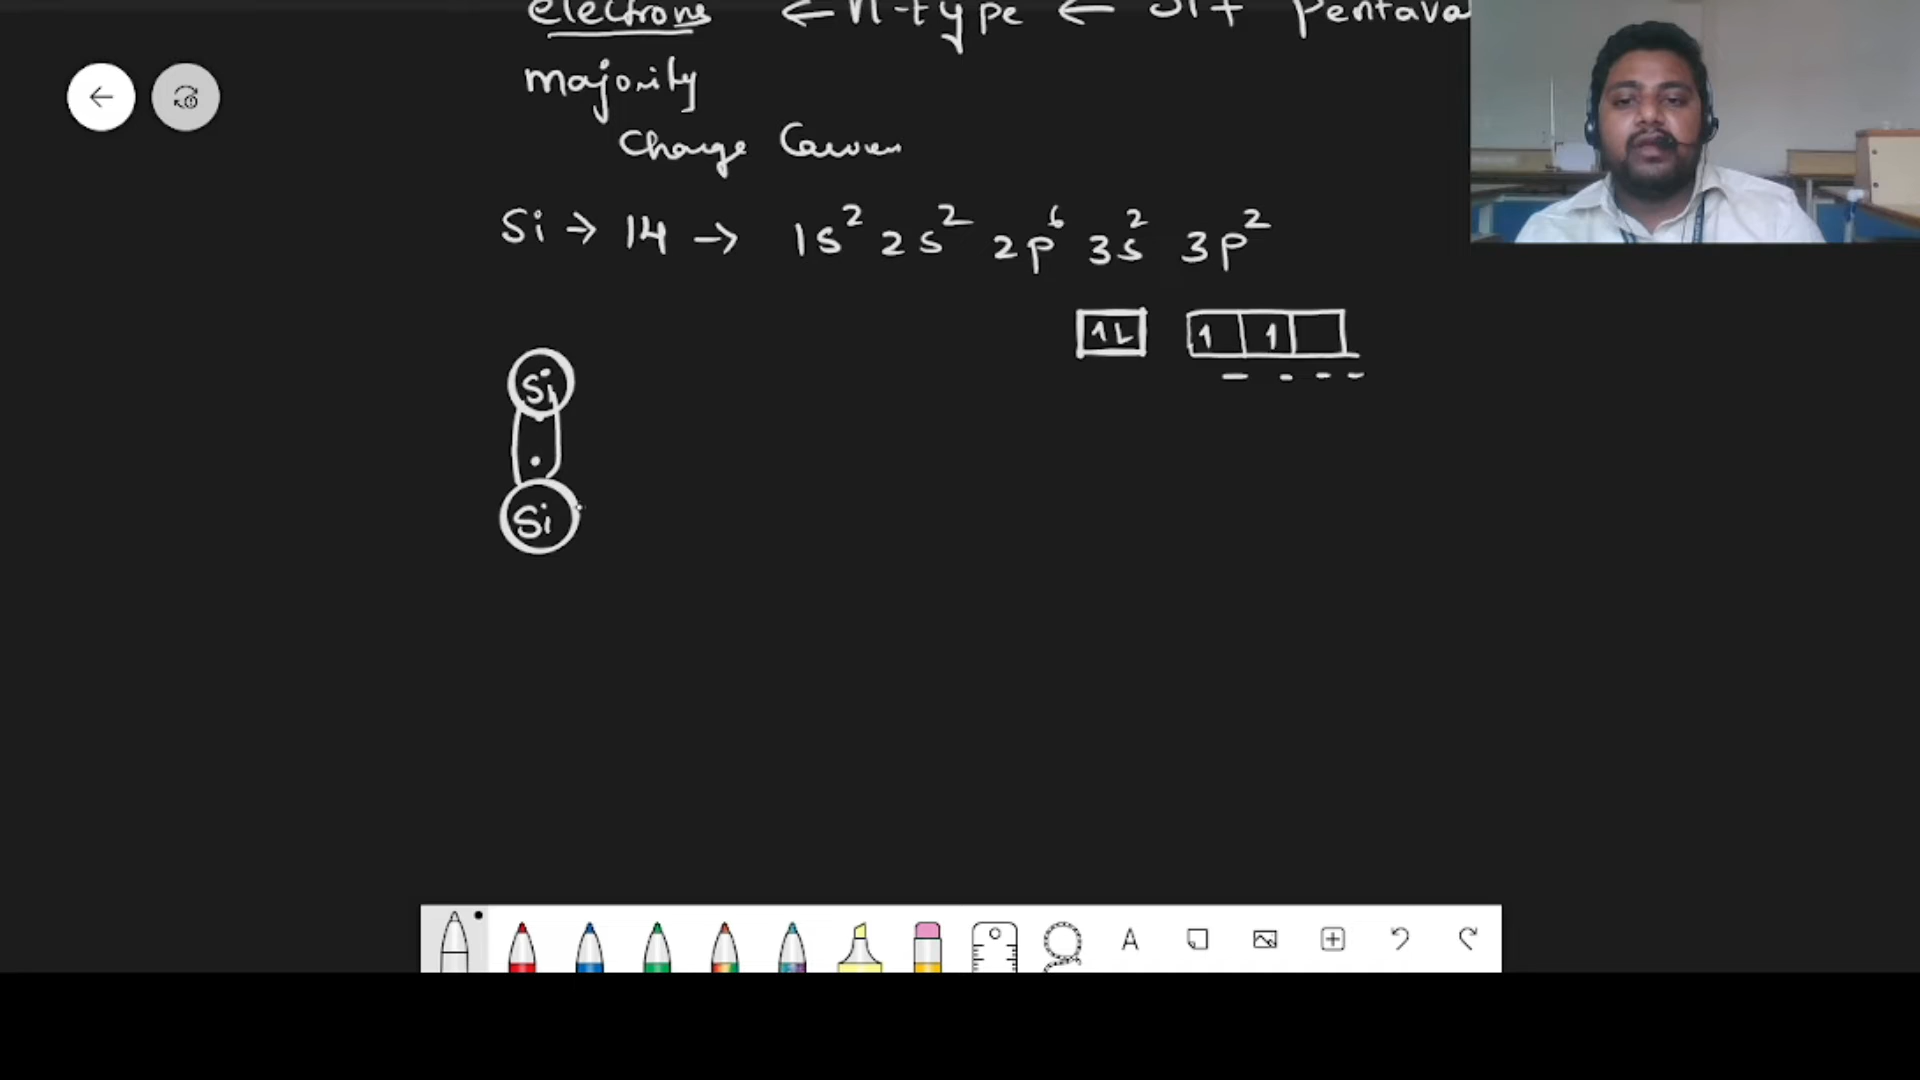 electrons ← n-type ← Si + Pentava
majority
Charge Carrier
Si → 14 → 1s² 2s² 2p⁶ 3s² 3p²
1L 1 1
Si
Si
A